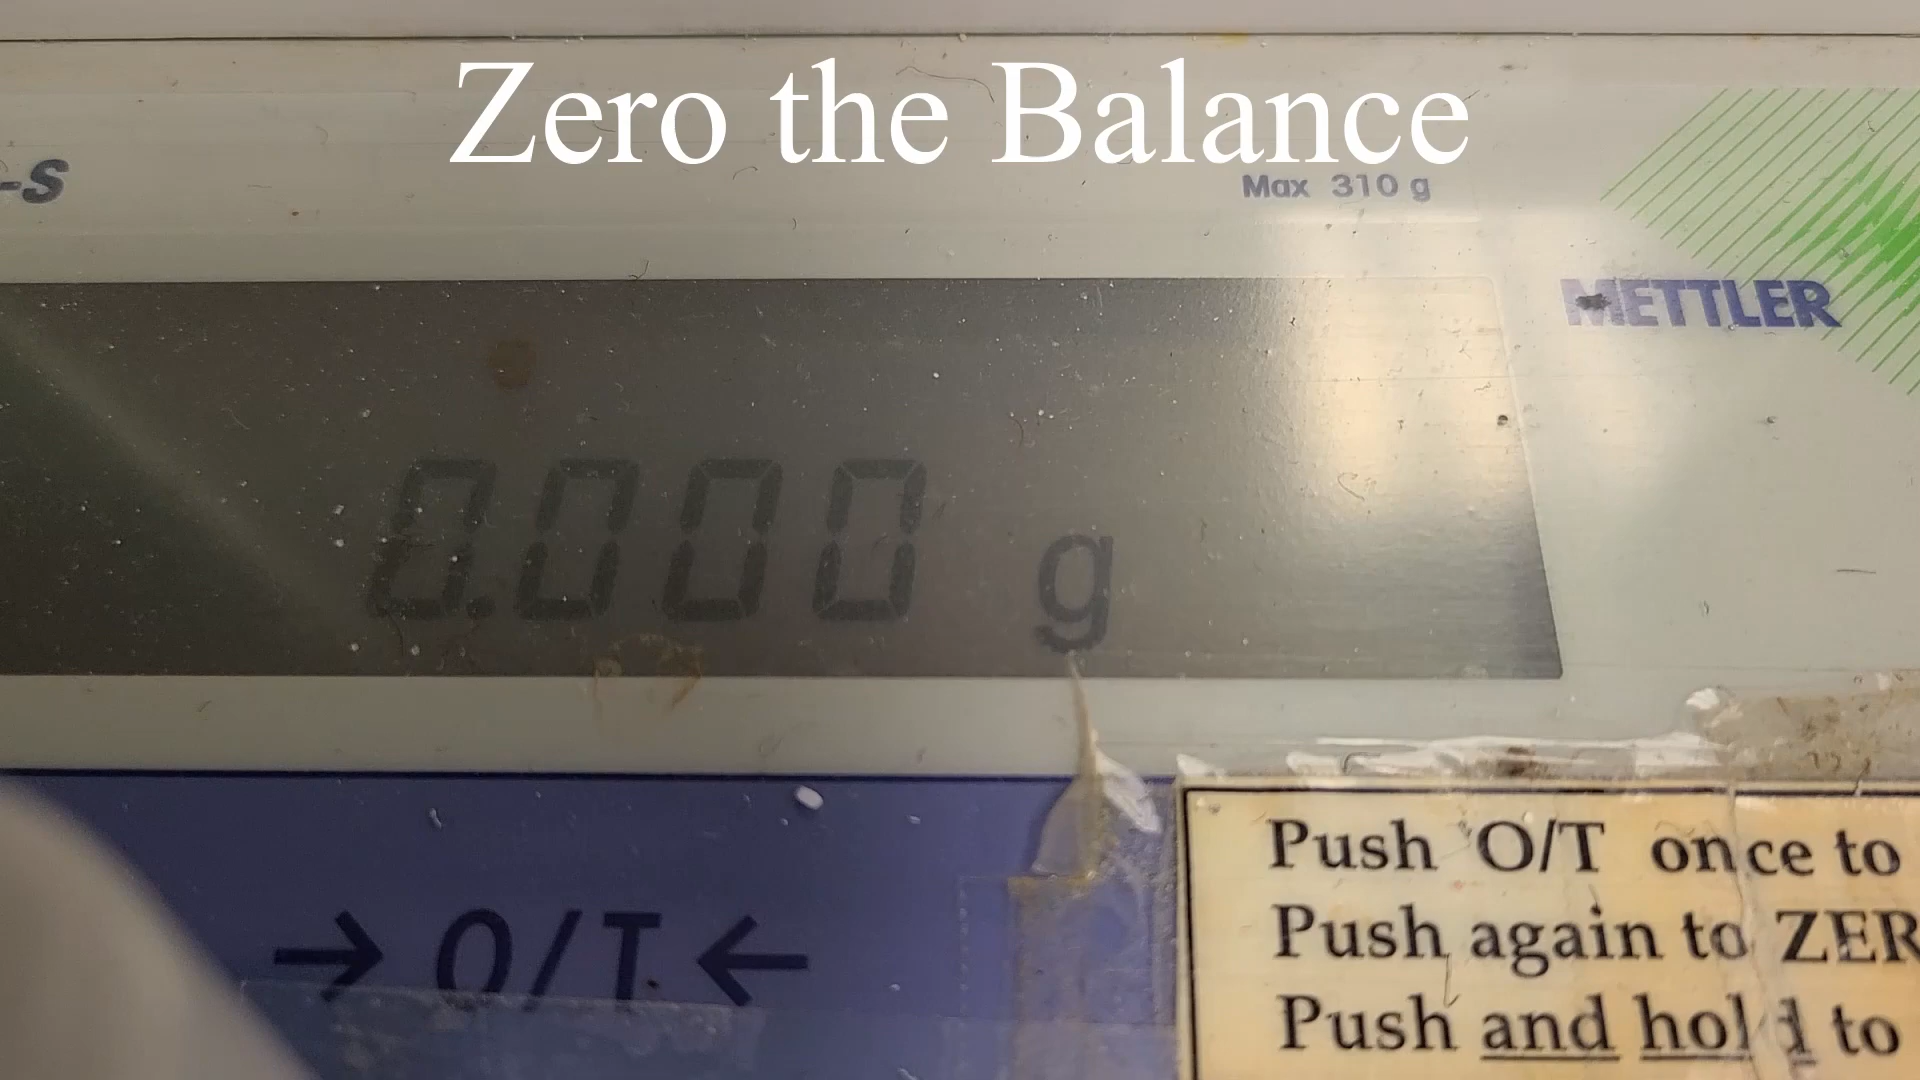 Zero the Balance
-S
Max 310 g
METTLER
0.000 g
→ O/T ←
Push O/T once to
Push again to ZER
Push and hold to